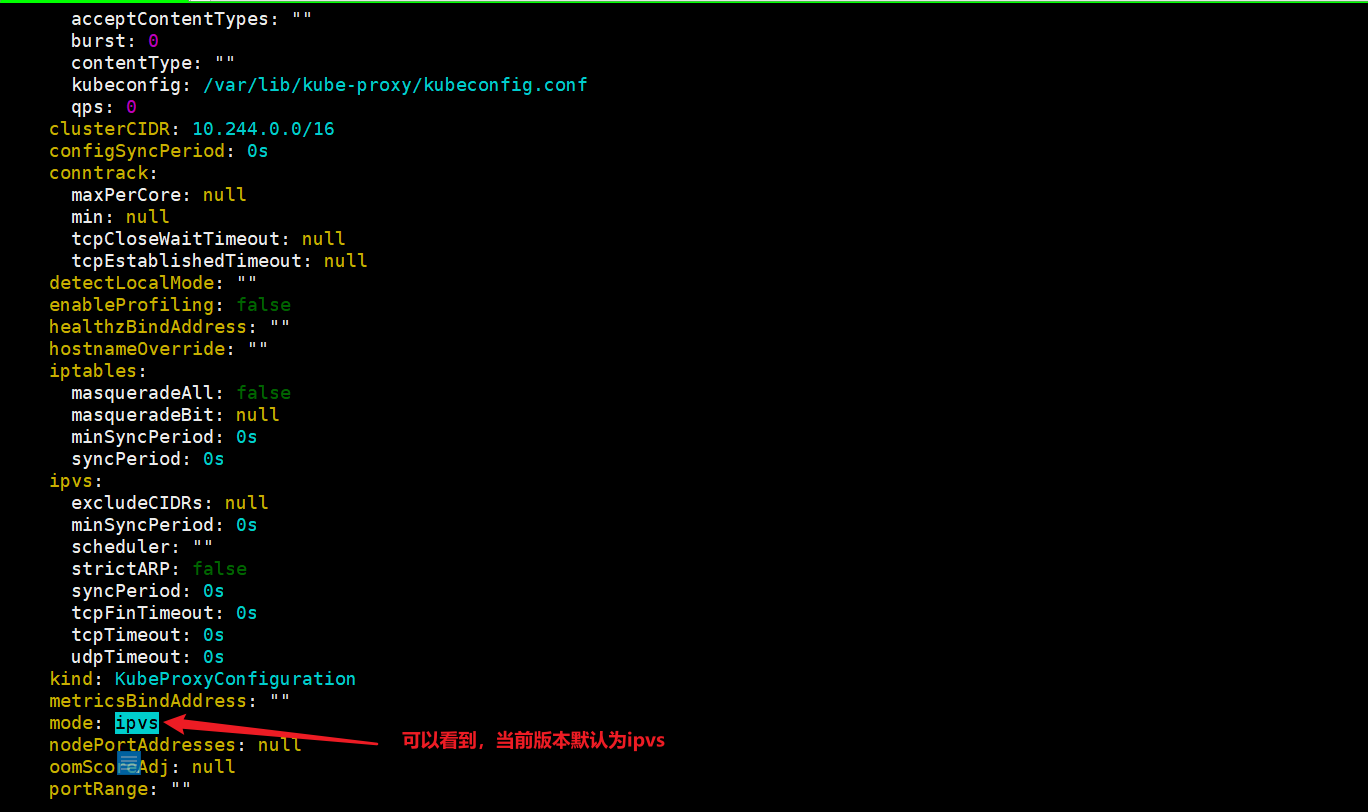 acceptContentTypes: ""
burst: 0
contentType: ""
kubeconfig: /var/lib/kube-proxy/kubeconfig.conf
qps: 0
clusterCIDR: 10.244.0.0/16
configSyncPeriod: 0s
conntrack:
maxPerCore: null
min: null
tcpCloseWaitTimeout: null
tcpEstablishedTimeout: null
detectLocalMode: ""
enableProfiling: false
healthzBindAddress: ""
hostnameOverride: ""
iptables:
masqueradeAll: false
masqueradeBit: null
minSyncPeriod: 0s
syncPeriod: 0s
ipvs:
excludeCIDRs: null
minSyncPeriod: 0s
scheduler: ""
strictARP: false
syncPeriod: 0s
tcpFinTimeout: 0s
tcpTimeout: 0s
udpTimeout: 0s
kind: KubeProxyConfiguration
metricsBindAddress: ""
mode: ipvs
可以看到，当前版本默认为ipvs
nodePortAddresses: null
oomScoreAdj: null
portRange: ""